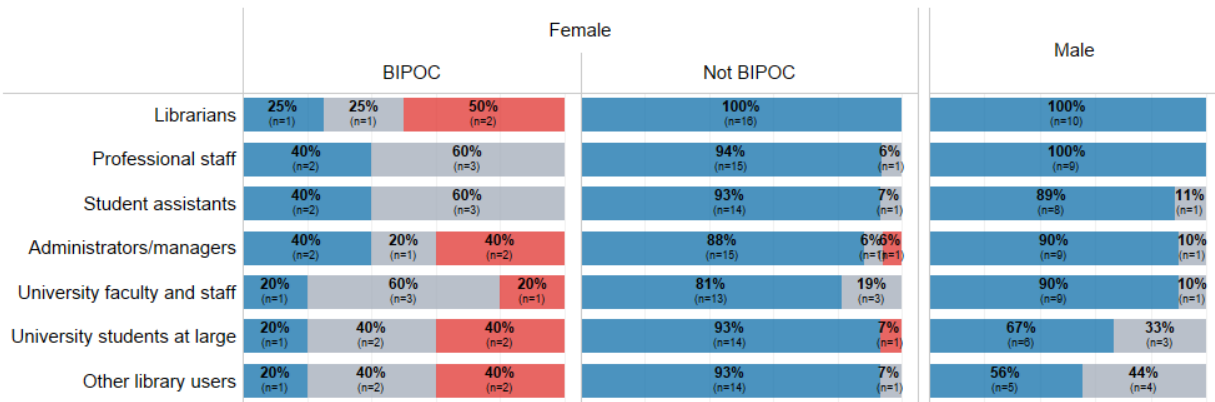 Female
Male
BIPOC Not BIPOC
Librarians 25% 25% 50% 100% 100%
(n=1) (n=1) (n=2) (n=16) (n=10)
Professional staff 40% 60% 94% 6% 100%
(n=2) (n=3) (n=15) (n=1) (n=9)
Student assistants 40% 60% 93% 7% 89% 11%
(n=2) (n=3) (n=14) (n=1) (n=8) (n=1)
Administrators/managers 40% 20% 40% 88% 6% 6% 90% 10%
(n=2) (n=1) (n=2) (n=15) (n=1) (n=1) (n=9) (n=1)
University faculty and staff 20% 60% 20% 81% 19% 90% 10%
(n=1) (n=3) (n=1) (n=13) (n=3) (n=9) (n=1)
University students at large 20% 40% 40% 93% 7% 67% 33%
(n=1) (n=2) (n=2) (n=14) (n=1) (n=6) (n=3)
Other library users 20% 40% 40% 93% 7% 56% 44%
(n=1) (n=2) (n=2) (n=14) (n=1) (n=5) (n=4)